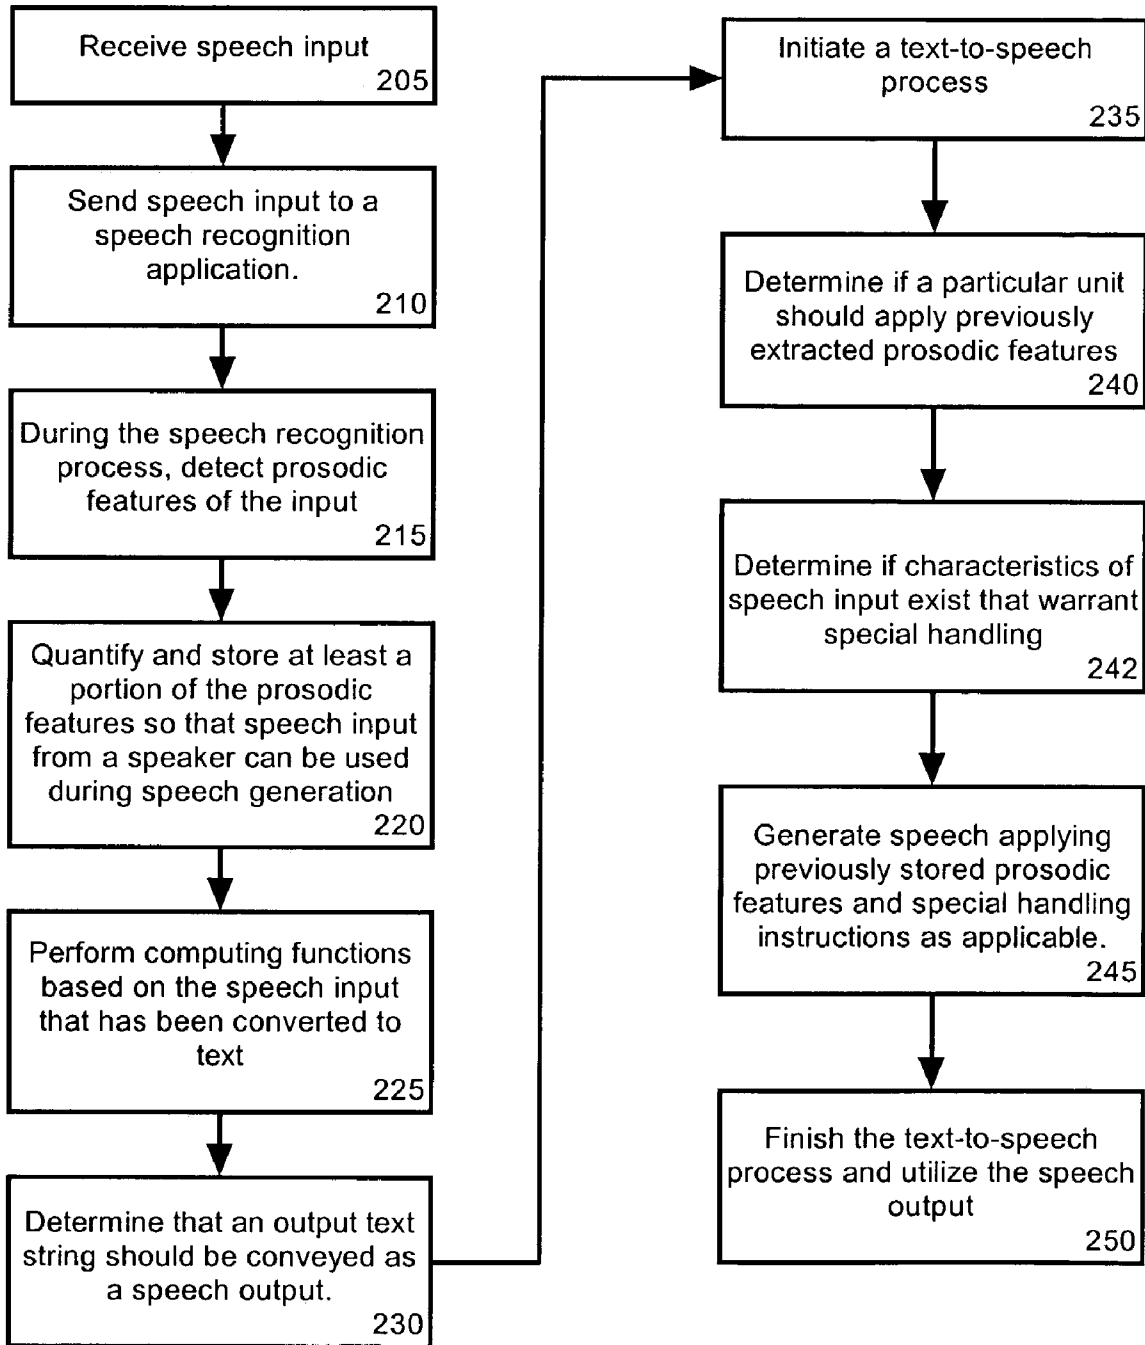 Receive speech input
205
Send speech input to a
speech recognition
application.
210
During the speech recognition
process, detect prosodic
features of the input
215
Quantify and store at least a
portion of the prosodic
features so that speech input
from a speaker can be used
during speech generation
220
Perform computing functions
based on the speech input
that has been converted to
text
225
Determine that an output text
string should be conveyed as
a speech output.
230
Initiate a text-to-speech
process
235
Determine if a particular unit
should apply previously
extracted prosodic features
240
Determine if characteristics of
speech input exist that warrant
special handling
242
Generate speech applying
previously stored prosodic
features and special handling
instructions as applicable.
245
Finish the text-to-speech
process and utilize the speech
output
250